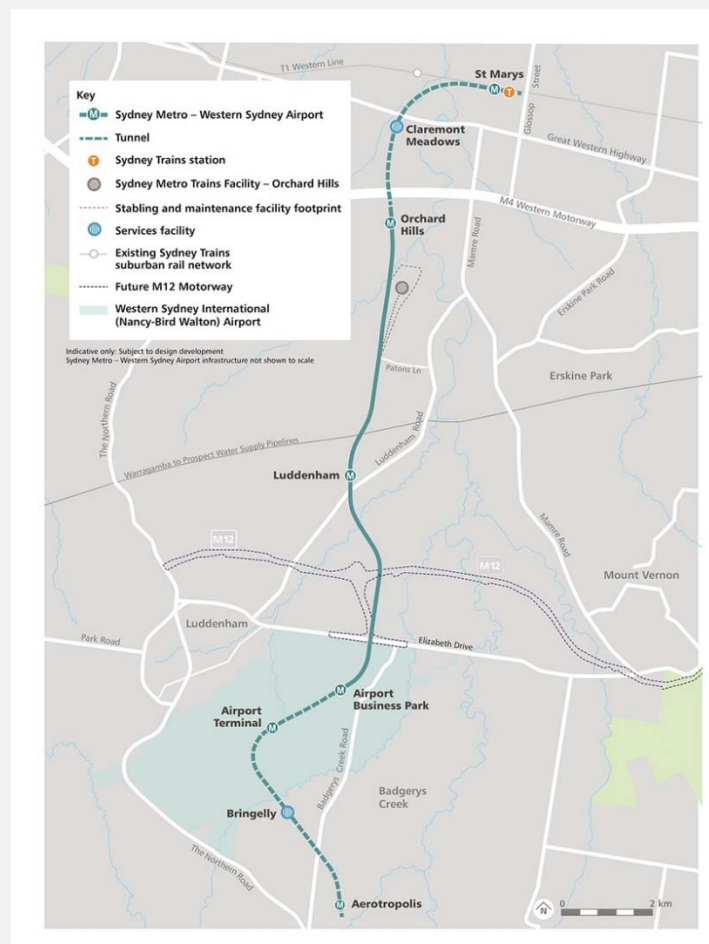 T1 Western Line
St Marys
M
T
Glossop Street
Key
M Sydney Metro – Western Sydney Airport
Tunnel
T Sydney Trains station
Sydney Metro Trains Facility – Orchard Hills
Stabling and maintenance facility footprint
Services facility
Existing Sydney Trains
suburban rail network
Future M12 Motorway
Western Sydney International
(Nancy-Bird Walton) Airport
Indicative only: Subject to design development
Sydney Metro – Western Sydney Airport infrastructure not shown to scale
Claremont
Meadows
Great Western Highway
M4 Western Motorway
M
Orchard
Hills
Mamre Road
Erskine Park Road
Patons Ln
Erskine Park
The Northern Road
Luddenham Road
Warragamba to Prospect Water Supply Pipelines
Luddenham
M
Mamre Road
M12
M12
Mount Vernon
Luddenham
Park Road
Elizabeth Drive
M
Airport
Business Park
Airport
Terminal
M
Badgerys Creek Road
Badgerys
Creek
Bringelly
The Northern Road
M
Aerotropolis
N
0
2 km